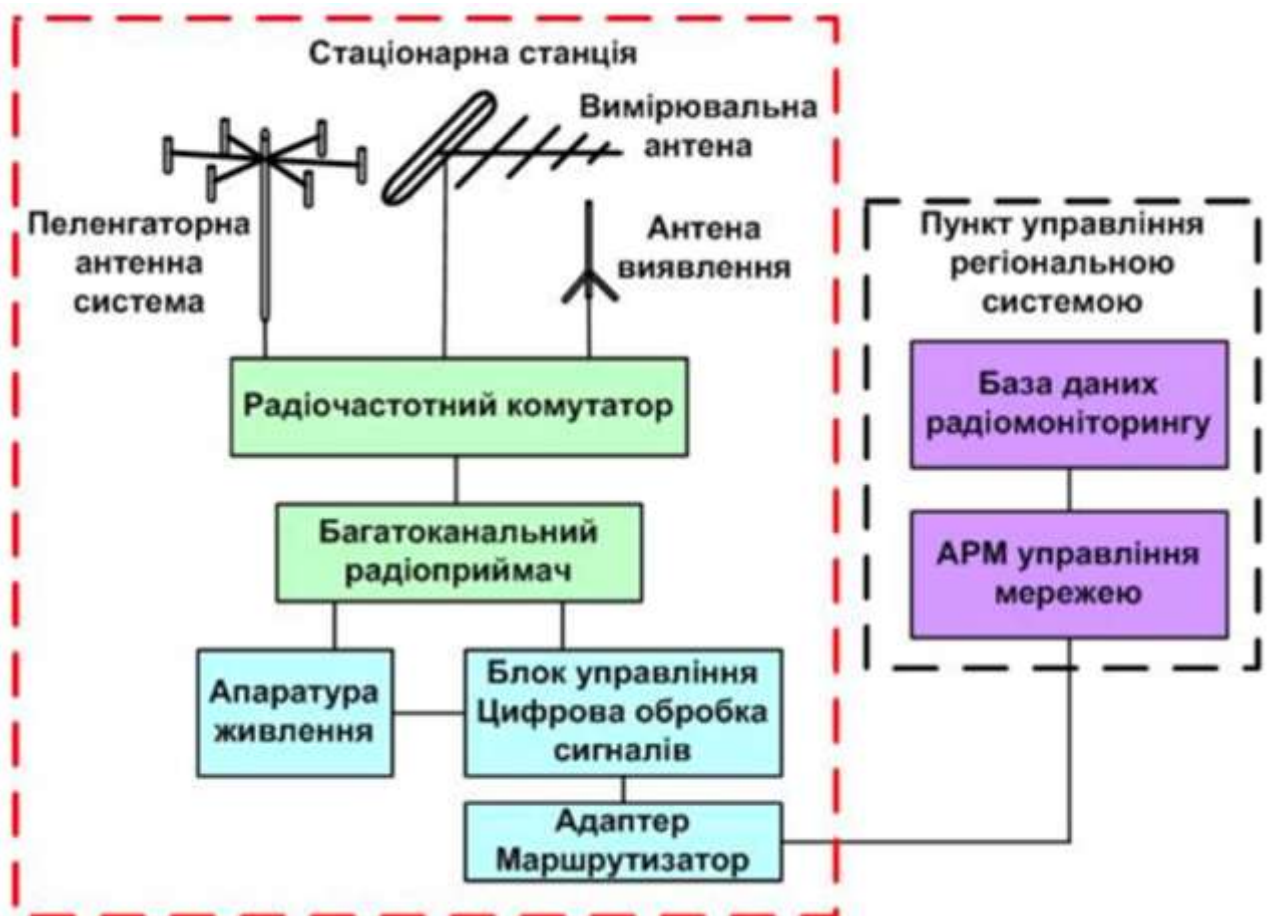 Стаціонарна станція
Вимірювальна
антена
Пеленгаторна
антенна
система
Антена
виявлення
Пункт управління
регіональною
системою
Радіочастотний комутатор
База даних
радіомоніторингу
Багатоканальний
радіоприймач
АРМ управління
мережею
Апаратура
живлення
Блок управління
Цифрова обробка
сигналів
Адаптер
Маршрутизатор